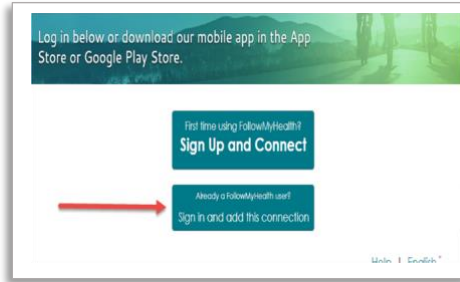 Log in below or download our mobile app in the App
Store or Google Play Store.
First time using FollowMyHealth?
Sign Up and Connect
Already a FollowMyHealth user?
Sign in and add this connection
Help | English